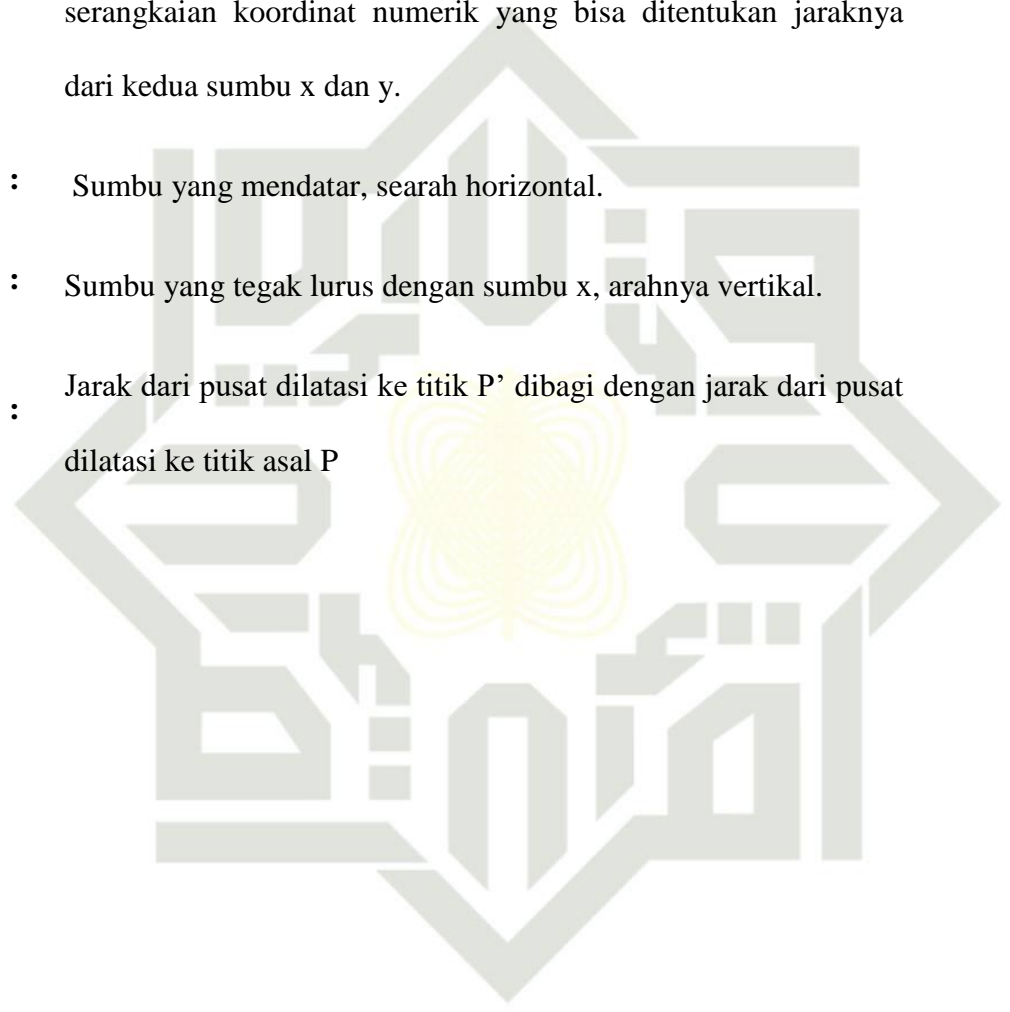 serangkaian koordinat numerik yang bisa ditentukan jaraknya
dari kedua sumbu x dan y.
: Sumbu yang mendatar, searah horizontal.
: Sumbu yang tegak lurus dengan sumbu x, arahnya vertikal.
Jarak dari pusat dilatasi ke titik P’ dibagi dengan jarak dari pusat
:
dilatasi ke titik asal P